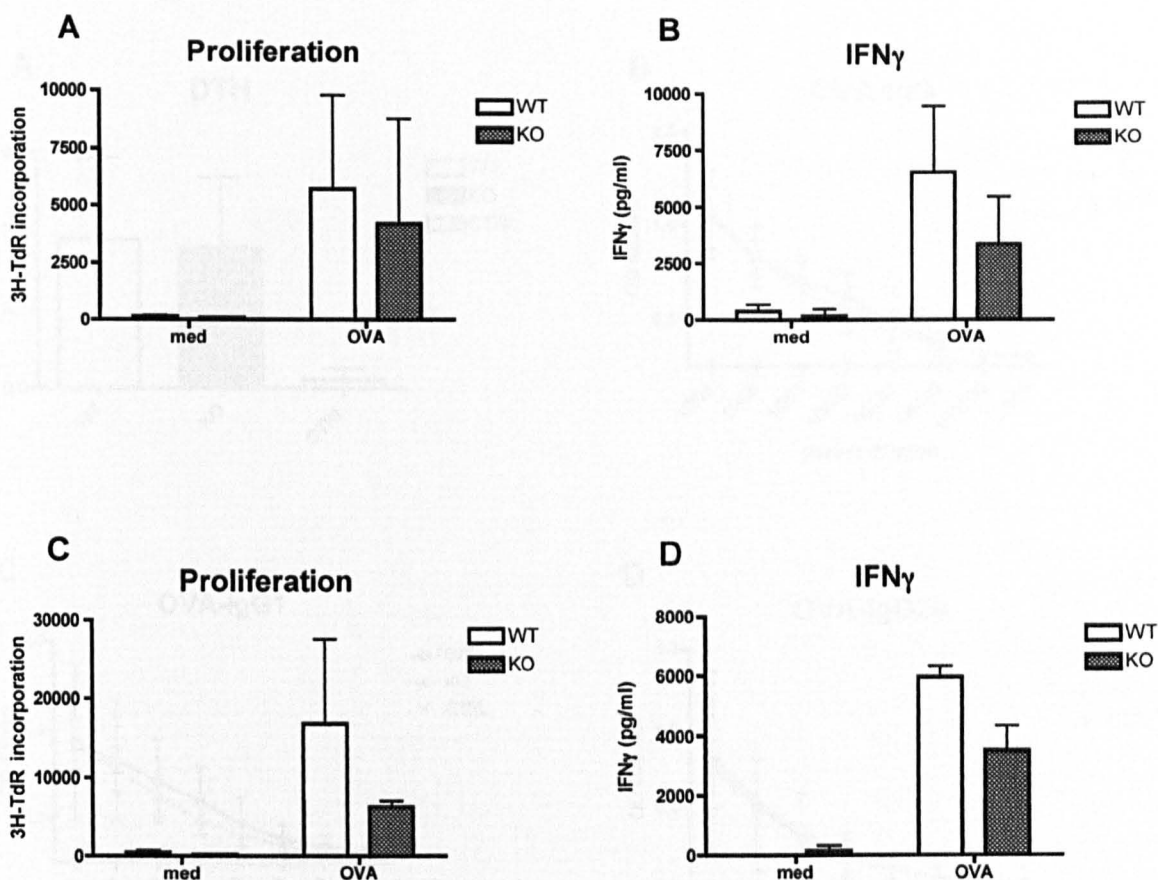 A
Proliferation
3H-TdR incorporation
10000
7500
5000
2500
0
med
OVA
WT
KO
B
IFNγ
IFNγ (pg/ml)
10000
7500
5000
2500
0
med
OVA
WT
KO
C
Proliferation
3H-TdR incorporation
30000
20000
10000
0
med
OVA
WT
KO
D
IFNγ
IFNγ (pg/ml)
8000
6000
4000
2000
0
med
OVA
WT
KO